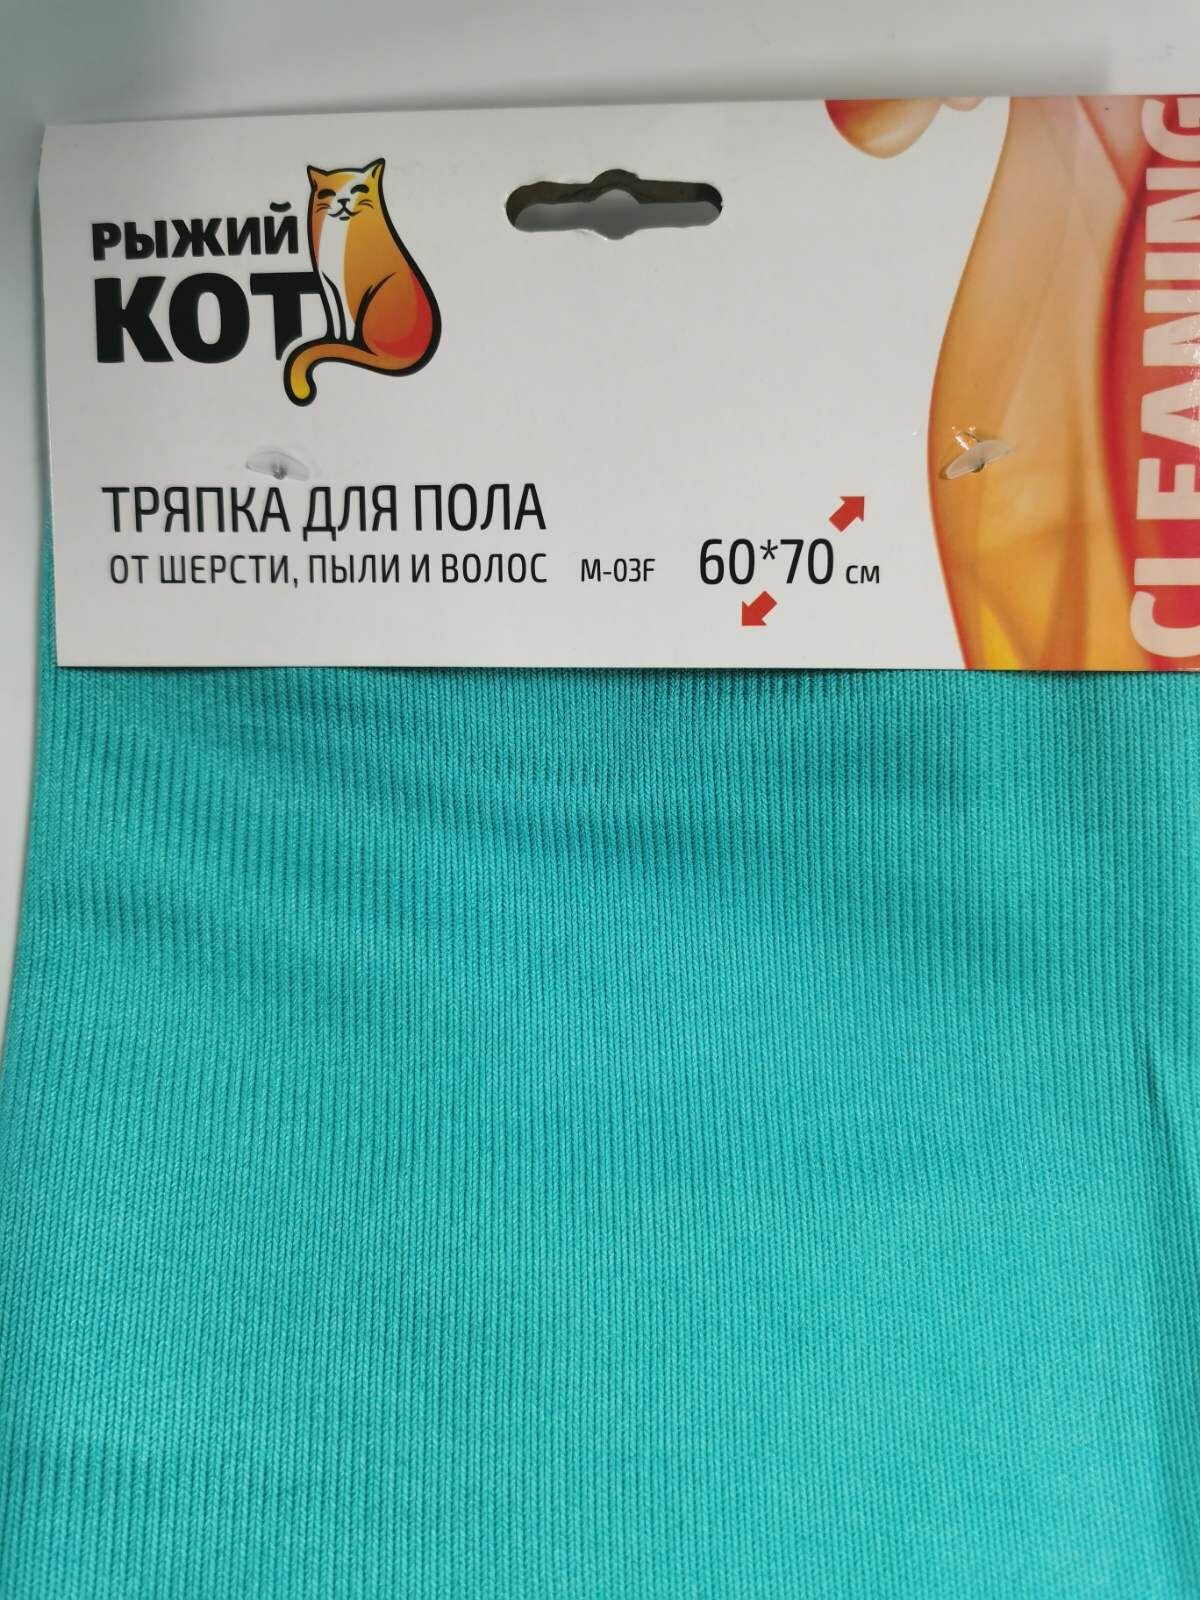 РЫЖИЙ
КОТ
ТРЯПКА ДЛЯ ПОЛА
ОТ ШЕРСТИ, ПЫЛИ И ВОЛОС M-03F 60*70 см
CLEANING